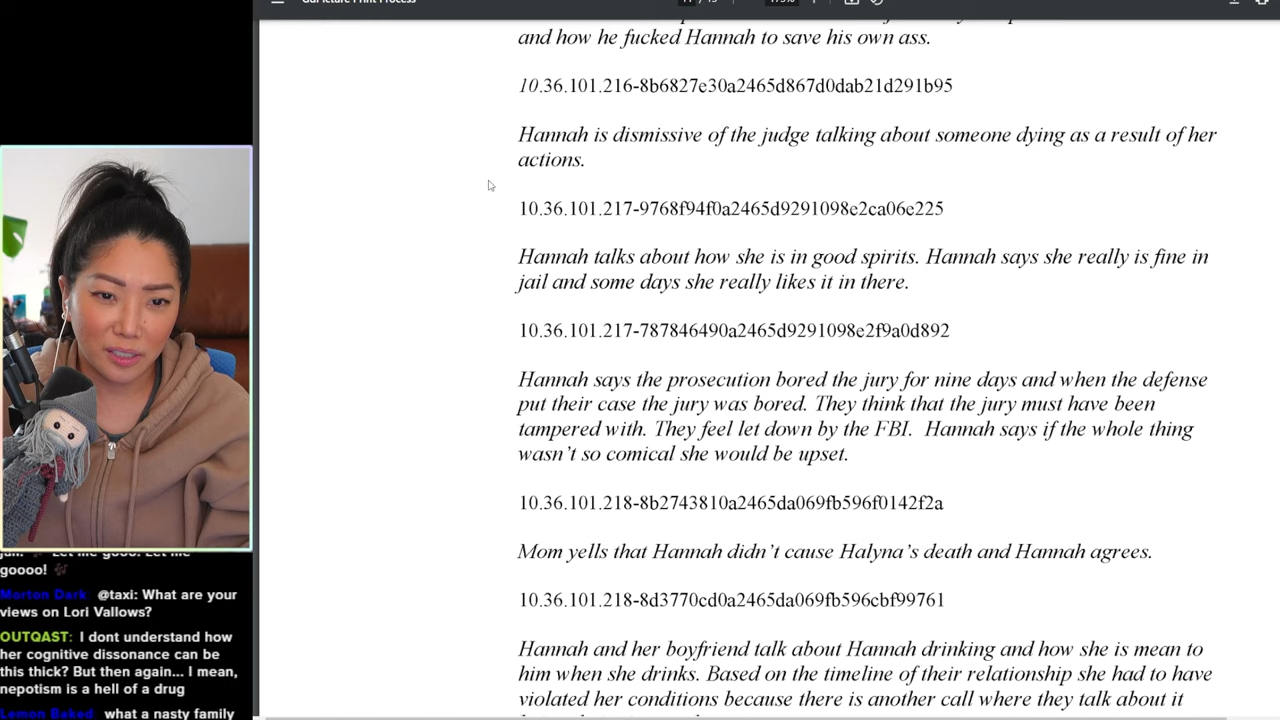 and how he fucked Hannah to save his own ass.
10.36.101.216-8b6827e30a2465d867d0dab21d291b95
Hannah is dismissive of the judge talking about someone dying as a result of her
actions.
10.36.101.217-9768f94f0a2465d9291098e2ca06e225
Hannah talks about how she is in good spirits. Hannah says she really is fine in
jail and some days she really likes it in there.
10.36.101.217-787846490a2465d9291098e2f9a0d892
Hannah says the prosecution bored the jury for nine days and when the defense
put their case the jury was bored. They think that the jury must have been
tampered with. They feel let down by the FBI. Hannah says if the whole thing
wasn't so comical she would be upset.
10.36.101.218-8b2743810a2465da069fb596f0142f2a
Mom yells that Hannah didn't cause Halyna's death and Hannah agrees.
10.36.101.218-8d3770cd0a2465da069fb596cbf99761
Hannah and her boyfriend talk about Hannah drinking and how she is mean to
him when she drinks. Based on the timeline of their relationship she had to have
violated her conditions because there is another call where they talk about it
goooo!
Morton Dark: @taxi: What are your
views on Lori Vallows?
OUTQAST: I dont understand how
her cognitive dissonance can be
this thick? But then again... I mean,
nepotism is a hell of a drug
Lemon Baked: what a nasty family